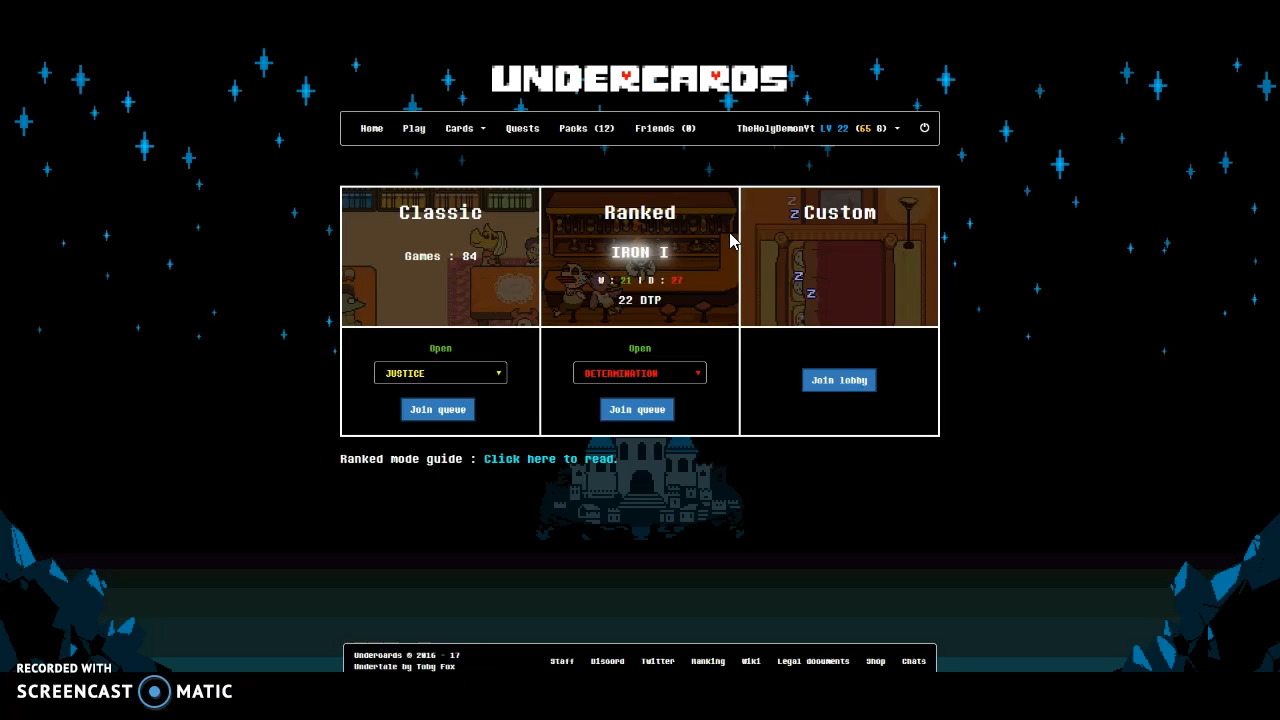 UNDERCARDS
Home Play Cards Quests Packs (12) Friends (0) TheHolyDemonYt LV 22 (65 G)
Classic
Games : 84
Ranked
IRON I
W : 21 | D : 27
22 DTP
Z
Z Custom
Z
Z
Open
JUSTICE
Join queue
Open
DETERMINATION
Join queue
Join lobby
Ranked mode guide : Click here to read.
Undercards © 2016 - 17
Undertale by Toby Fox
Staff Discord Twitter Ranking Wiki Legal documents Shop Chats
RECORDED WITH
SCREENCAST MATIC